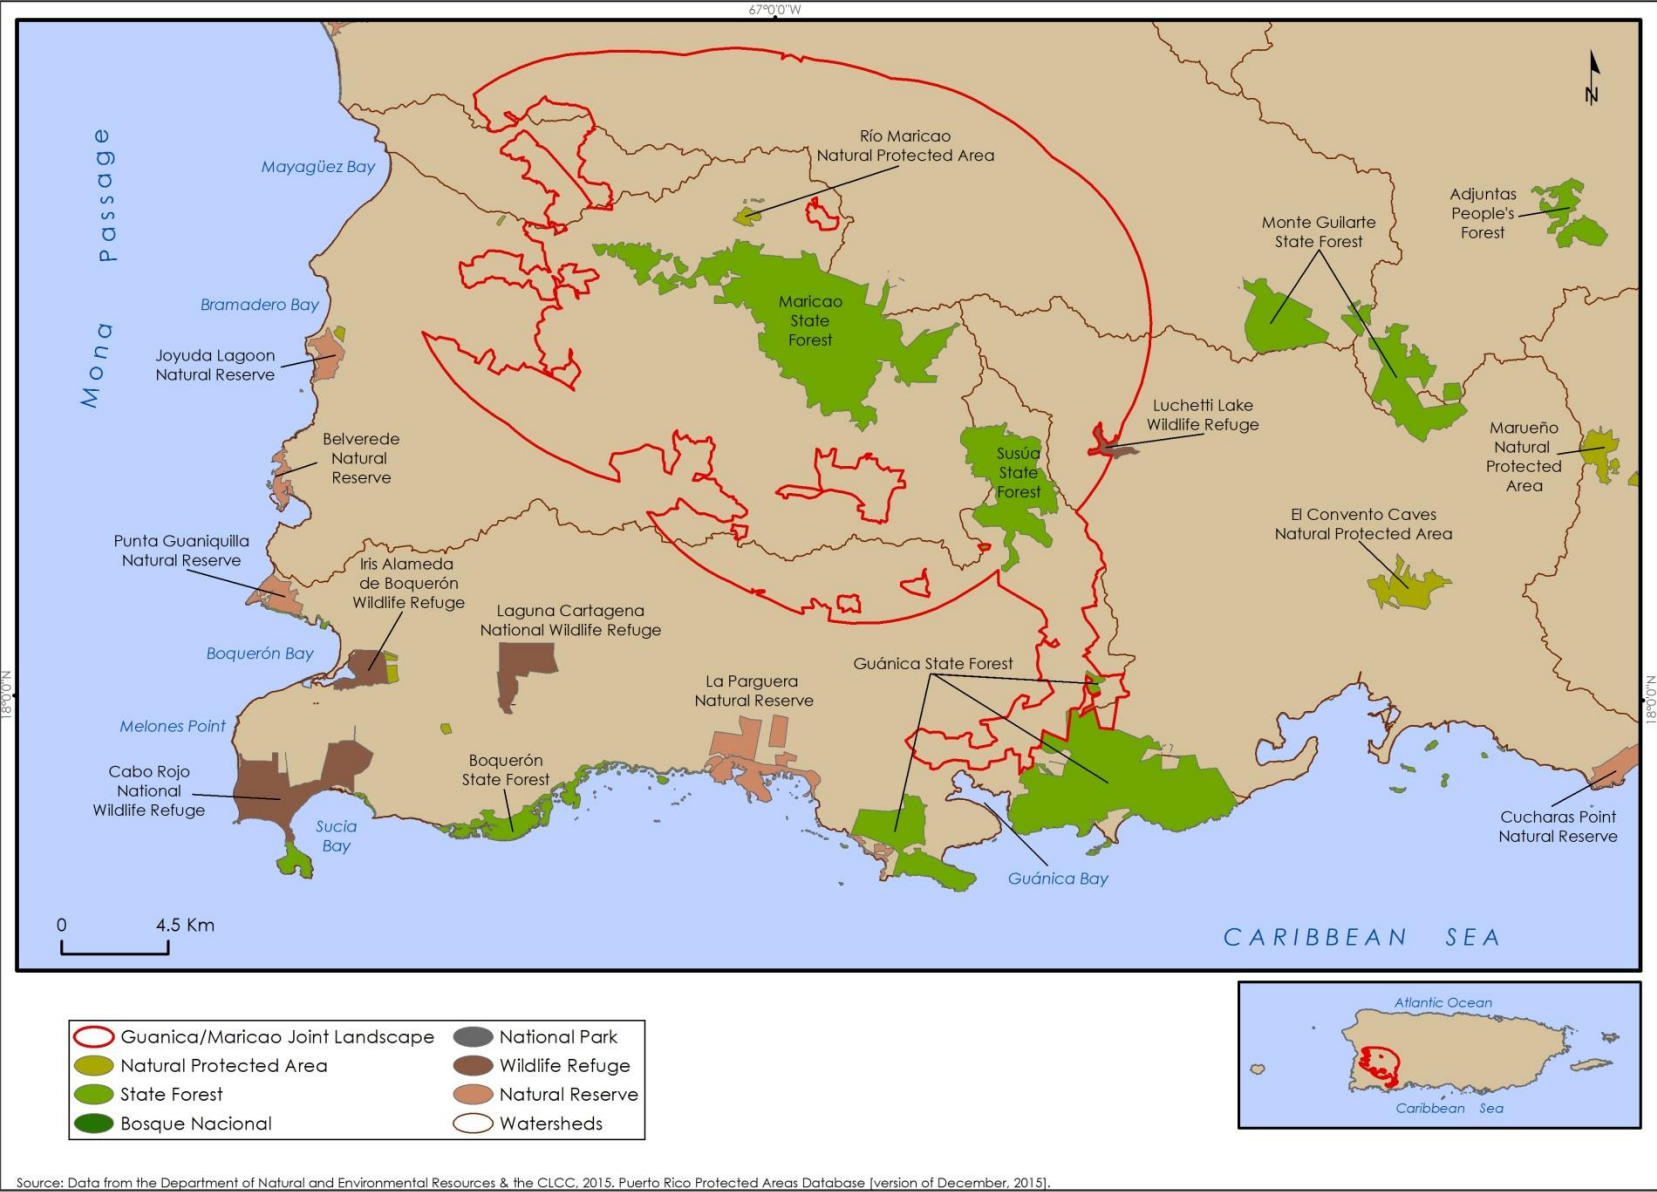 67°0'0"W
N
Río Maricao
Natural Protected Area
Mayagüez Bay
Mona Passage
Adjuntas
People's
Forest
Monte Guilarte
State Forest
Bramadero Bay
Maricao
State
Forest
Joyuda Lagoon
Natural Reserve
Luchetti Lake
Wildlife Refuge
Belverede
Natural
Reserve
Marueño
Natural
Protected
Area
Susúa
State
Forest
El Convento Caves
Natural Protected Area
Punta Guaniquilla
Natural Reserve
Iris Alameda
de Boquerón
Wildlife Refuge
Laguna Cartagena
National Wildlife Refuge
Boquerón Bay
Guánica State Forest
La Parguera
Natural Reserve
18°0'0"N
18°0'0"N
Melones Point
Cabo Rojo
National
Wildlife Refuge
Boquerón
State Forest
Sucia
Bay
Cucharas Point
Natural Reserve
Guánica Bay
0 4.5 Km
CARIBBEAN SEA
Guanica/Maricao Joint Landscape
Natural Protected Area
State Forest
Bosque Nacional
National Park
Wildlife Refuge
Natural Reserve
Watersheds
Atlantic Ocean
Caribbean Sea
Source: Data from the Department of Natural and Environmental Resources & the CLCC, 2015. Puerto Rico Protected Areas Database [version of December, 2015].